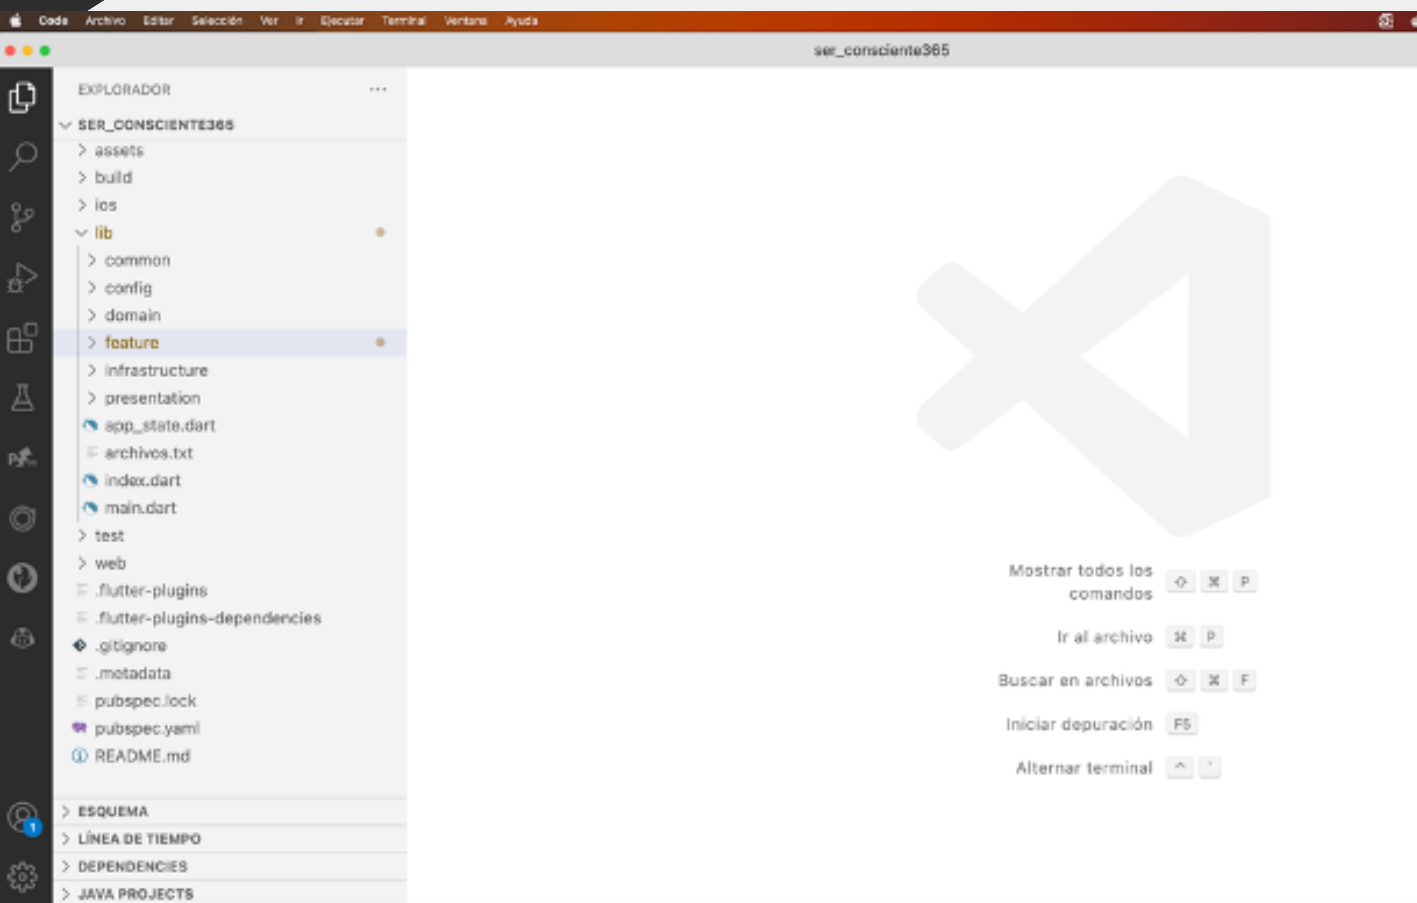 Code Archivo Editar Selección Ver Ir Ejecutar Terminal Ventana Ayuda
ser_consciente365
EXPLORADOR
SER_CONSCIENTE365
assets
build
ios
lib
common
config
domain
feature
infrastructure
presentation
app_state.dart
archivos.txt
index.dart
main.dart
test
web
.flutter-plugins
.flutter-plugins-dependencies
.gitignore
.metadata
pubspec.lock
pubspec.yaml
README.md
ESQUEMA
LÍNEA DE TIEMPO
DEPENDENCIES
JAVA PROJECTS
1
Mostrar todos los
comandos ⇧ ⌘ P
Ir al archivo ⌘ P
Buscar en archivos ⇧ ⌘ F
Iniciar depuración F5
Alternar terminal ^ `